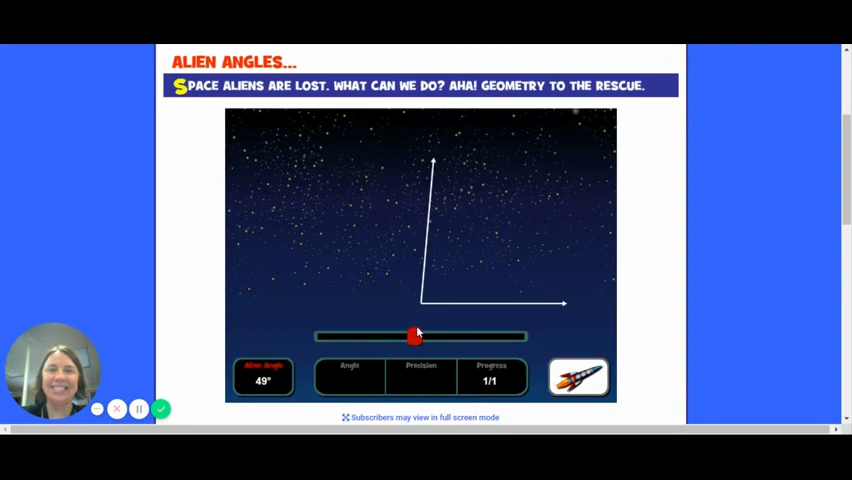 ALIEN ANGLES...
SPACE ALIENS ARE LOST. WHAT CAN WE DO? AHA! GEOMETRY TO THE RESCUE.
Alien Angle
49°
Angle
Precision
Progress
1/1
Subscribers may view in full screen mode